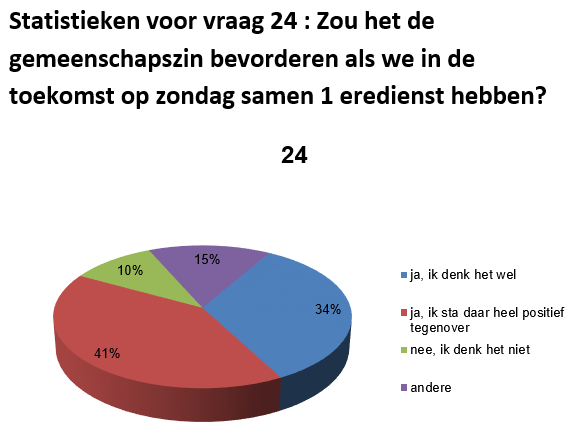 Statistieken voor vraag 24 : Zou het de
gemeenschapszin bevorderen als we in de
toekomst op zondag samen 1 eredienst hebben?
24
15%
10%
34%
41%
ja, ik denk het wel
ja, ik sta daar heel positief
tegenover
nee, ik denk het niet
andere